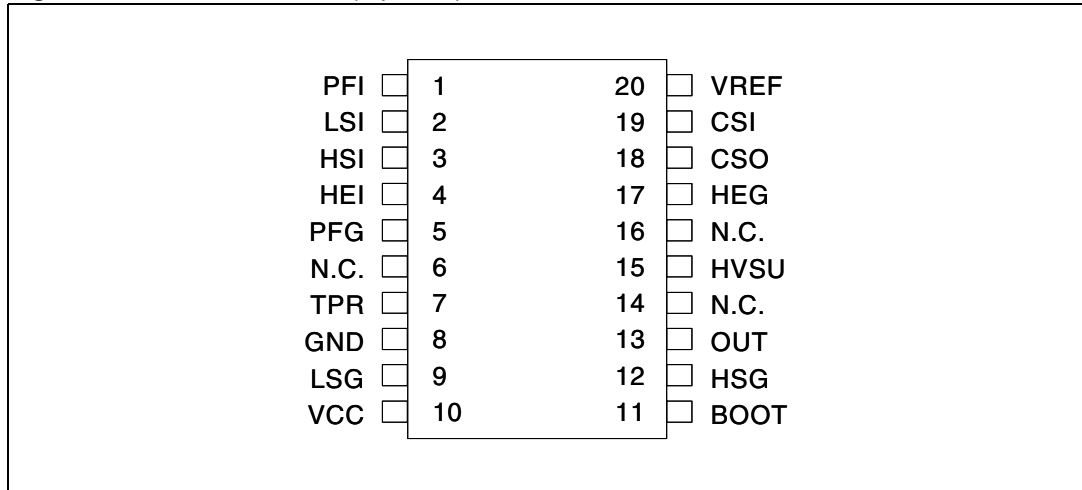 PFI 1 20 VREF
LSI 2 19 CSI
HSI 3 18 CSO
HEI 4 17 HEG
PFG 5 16 N.C.
N.C. 6 15 HVSU
TPR 7 14 N.C.
GND 8 13 OUT
LSG 9 12 HSG
VCC 10 11 BOOT